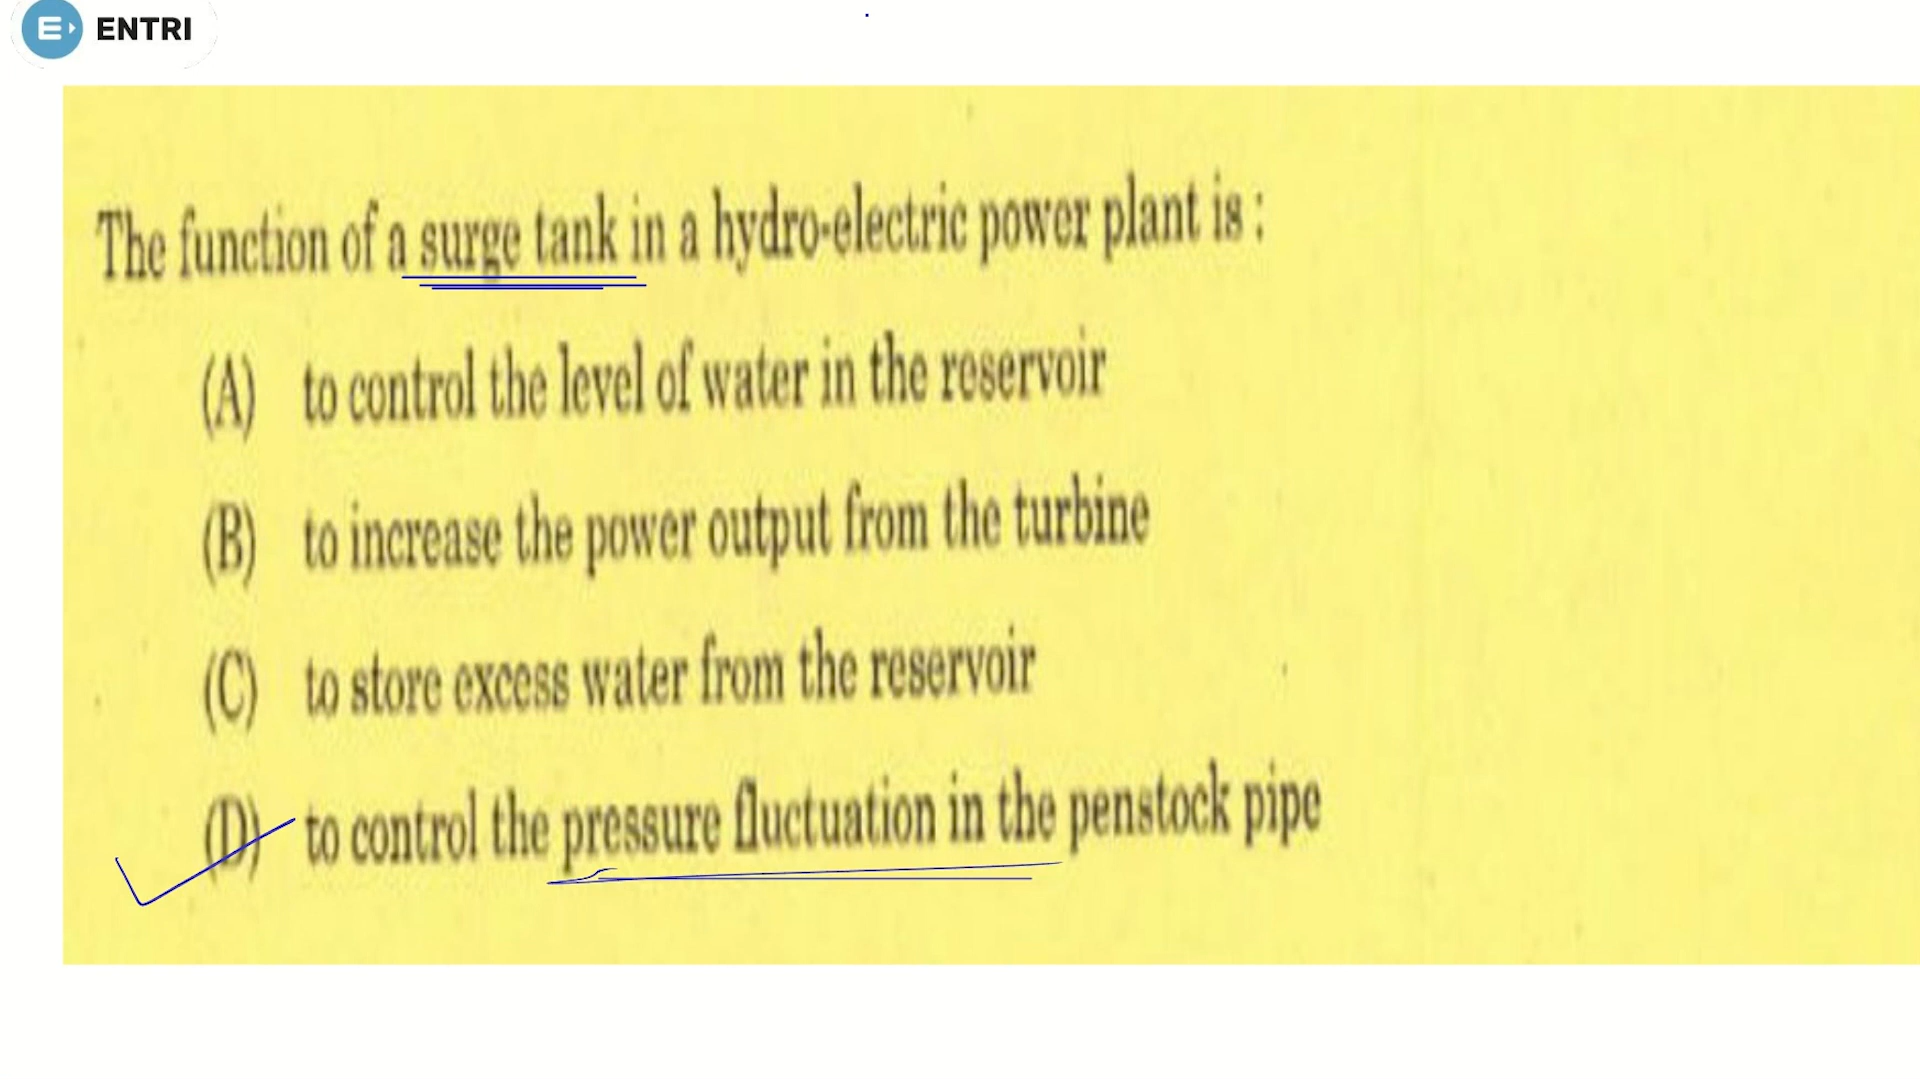 ENTRI
The function of a surge tank in a hydro-electric power plant is :
(A) to control the level of water in the reservoir
(B) to increase the power output from the turbine
(C) to store excess water from the reservoir
(D) to control the pressure fluctuation in the penstock pipe